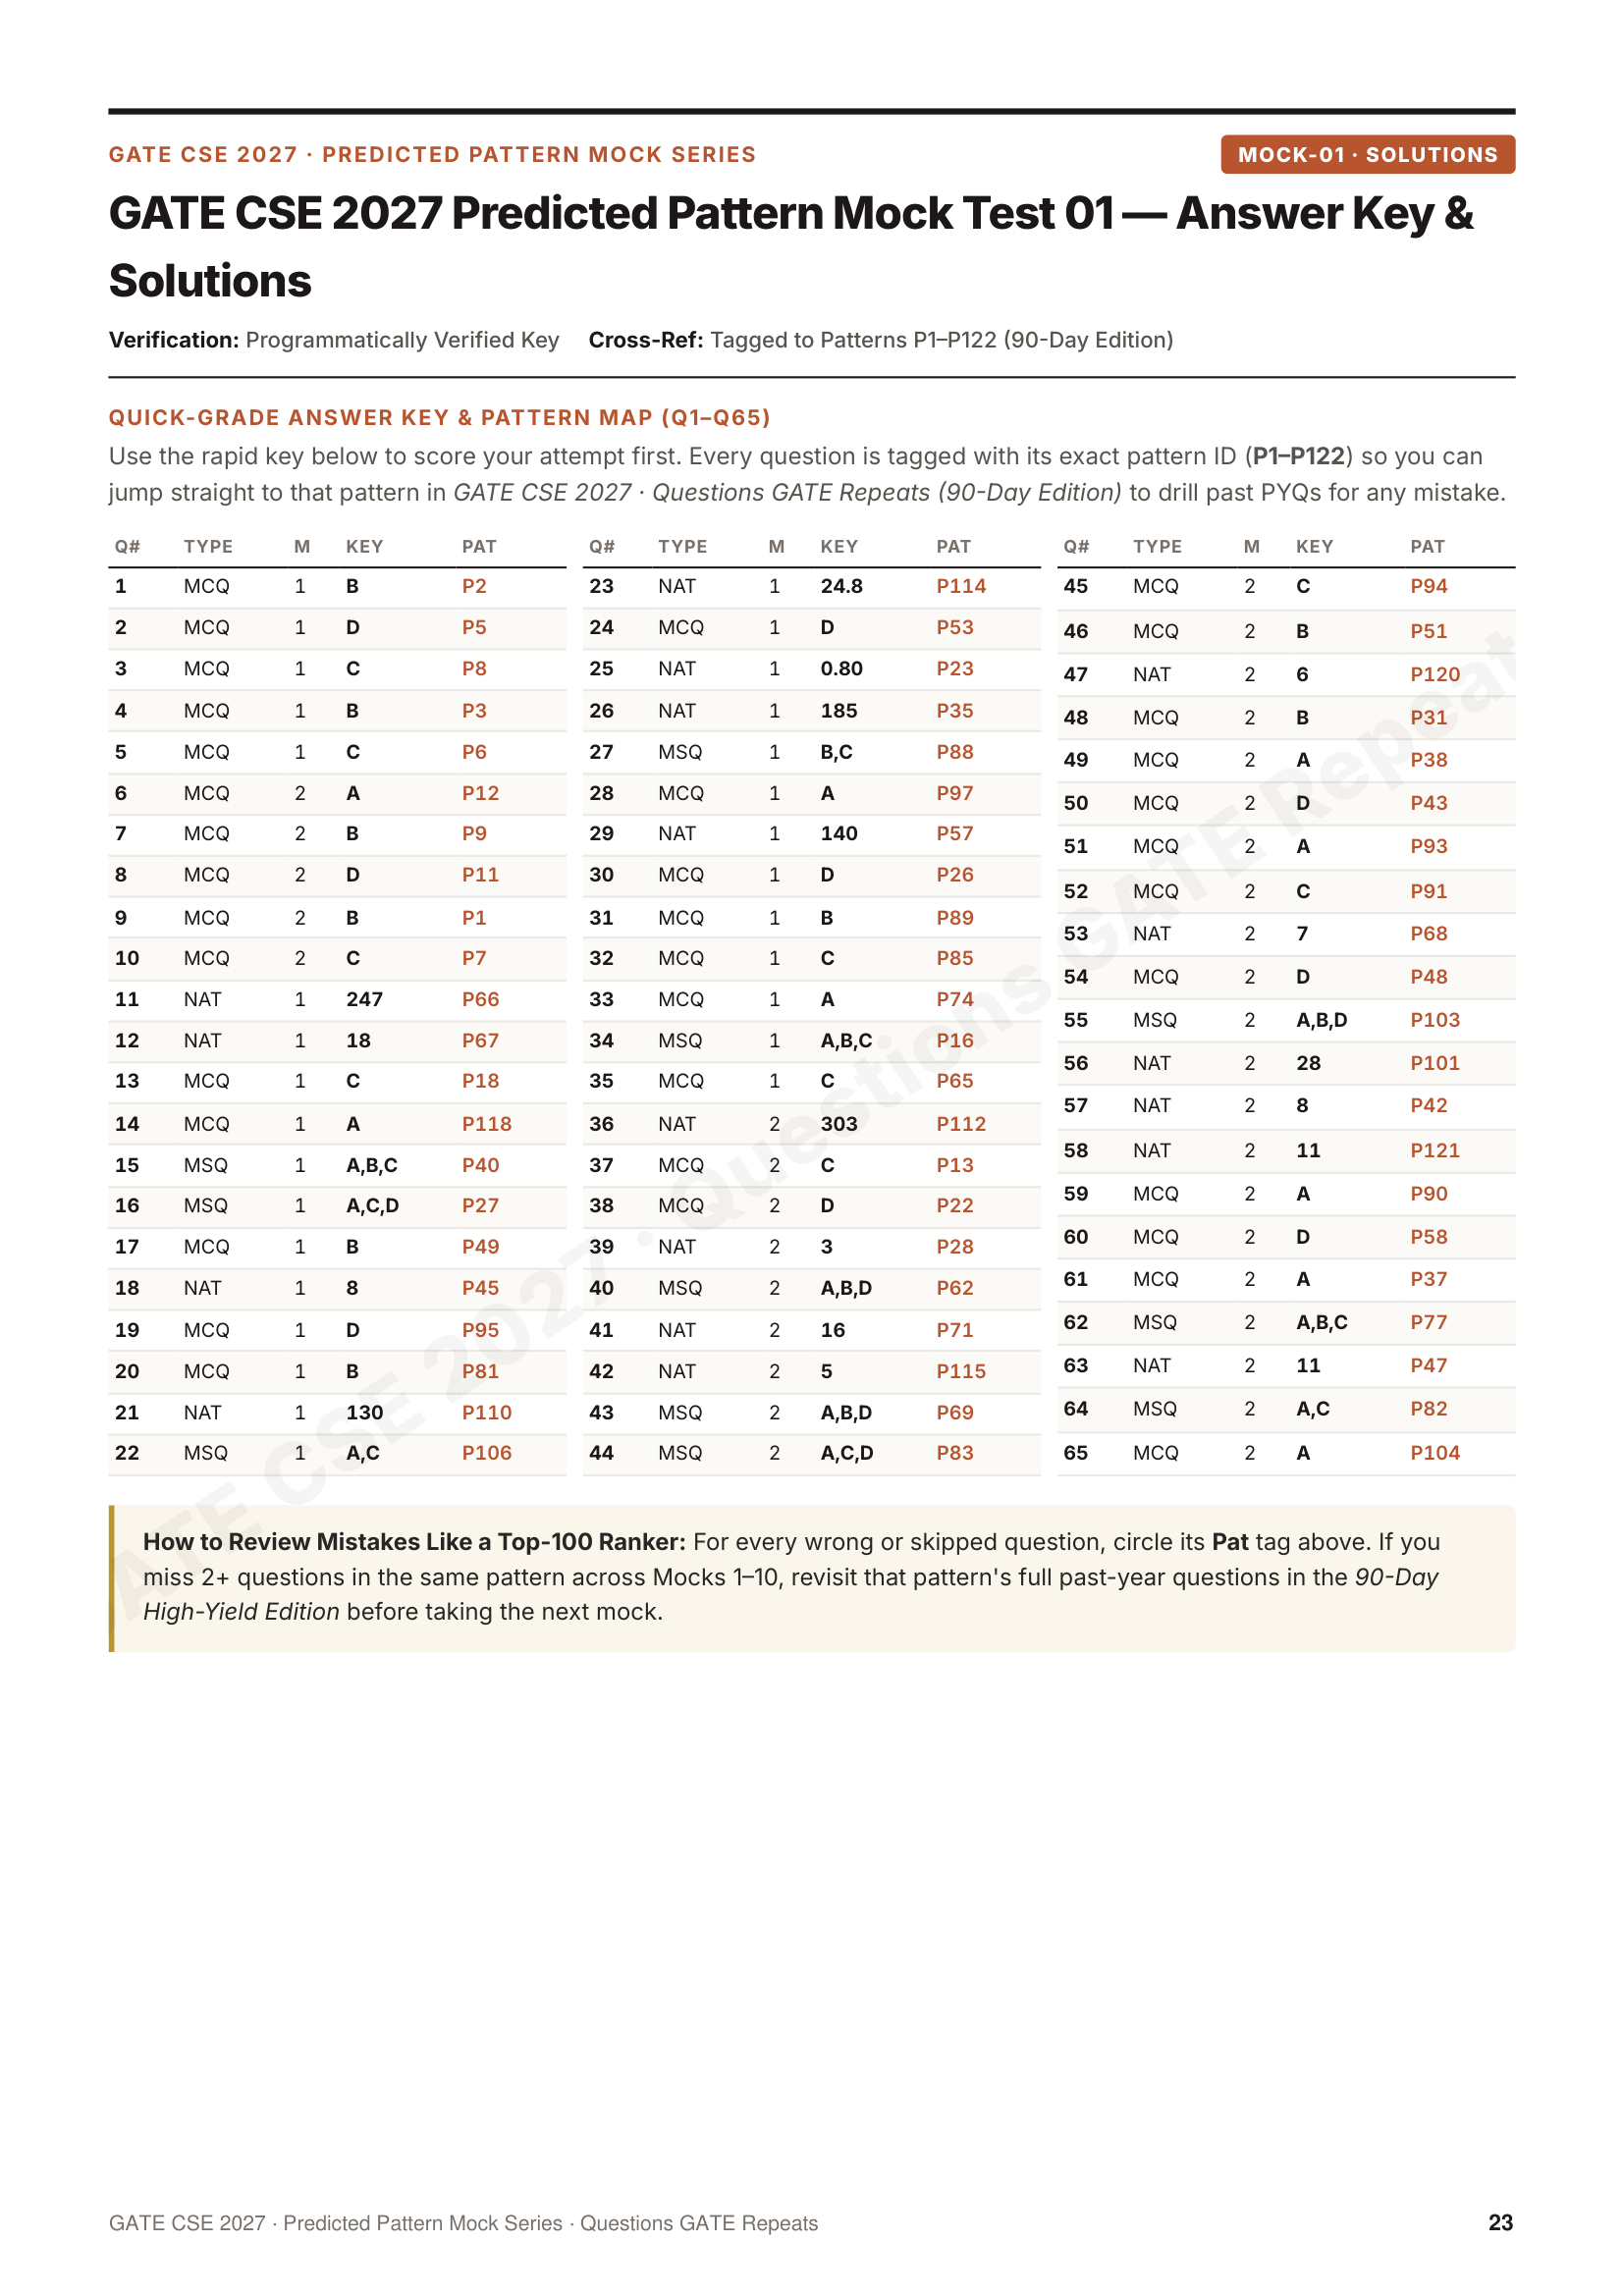 GATE CSE 2027 · PREDICTED PATTERN MOCK SERIES
MOCK-01 · SOLUTIONS
GATE CSE 2027 Predicted Pattern Mock Test 01 — Answer Key &
Solutions
Verification: Programmatically Verified Key Cross-Ref: Tagged to Patterns P1–P122 (90-Day Edition)
QUICK-GRADE ANSWER KEY & PATTERN MAP (Q1–Q65)
Use the rapid key below to score your attempt first. Every question is tagged with its exact pattern ID (P1–P122) so you can
jump straight to that pattern in GATE CSE 2027 · Questions GATE Repeats (90-Day Edition) to drill past PYQs for any mistake.
Q# TYPE M KEY PAT
1 MCQ 1 B P2
2 MCQ 1 D P5
3 MCQ 1 C P8
4 MCQ 1 B P3
5 MCQ 1 C P6
6 MCQ 2 A P12
7 MCQ 2 B P9
8 MCQ 2 D P11
9 MCQ 2 B P1
10 MCQ 2 C P7
11 NAT 1 247 P66
12 NAT 1 18 P67
13 MCQ 1 C P18
14 MCQ 1 A P118
15 MSQ 1 A,B,C P40
16 MSQ 1 A,C,D P27
17 MCQ 1 B P49
18 NAT 1 8 P45
19 MCQ 1 D P95
20 MCQ 1 B P81
21 NAT 1 130 P110
22 MSQ 1 A,C P106
Q# TYPE M KEY PAT
23 NAT 1 24.8 P114
24 MCQ 1 D P53
25 NAT 1 0.80 P23
26 NAT 1 185 P35
27 MSQ 1 B,C P88
28 MCQ 1 A P97
29 NAT 1 140 P57
30 MCQ 1 D P26
31 MCQ 1 B P89
32 MCQ 1 C P85
33 MCQ 1 A P74
34 MSQ 1 A,B,C P16
35 MCQ 1 C P65
36 NAT 2 303 P112
37 MCQ 2 C P13
38 MCQ 2 D P22
39 NAT 2 3 P28
40 MSQ 2 A,B,D P62
41 NAT 2 16 P71
42 NAT 2 5 P115
43 MSQ 2 A,B,D P69
44 MSQ 2 A,C,D P83
Q# TYPE M KEY PAT
45 MCQ 2 C P94
46 MCQ 2 B P51
47 NAT 2 6 P120
48 MCQ 2 B P31
49 MCQ 2 A P38
50 MCQ 2 D P43
51 MCQ 2 A P93
52 MCQ 2 C P91
53 NAT 2 7 P68
54 MCQ 2 D P48
55 MSQ 2 A,B,D P103
56 NAT 2 28 P101
57 NAT 2 8 P42
58 NAT 2 11 P121
59 MCQ 2 A P90
60 MCQ 2 D P58
61 MCQ 2 A P37
62 MSQ 2 A,B,C P77
63 NAT 2 11 P47
64 MSQ 2 A,C P82
65 MCQ 2 A P104
ATE CSE 2027 · Questions GATE Repeat
How to Review Mistakes Like a Top-100 Ranker: For every wrong or skipped question, circle its Pat tag above. If you
miss 2+ questions in the same pattern across Mocks 1–10, revisit that pattern's full past-year questions in the 90-Day
High-Yield Edition before taking the next mock.
GATE CSE 2027 · Predicted Pattern Mock Series · Questions GATE Repeats
23